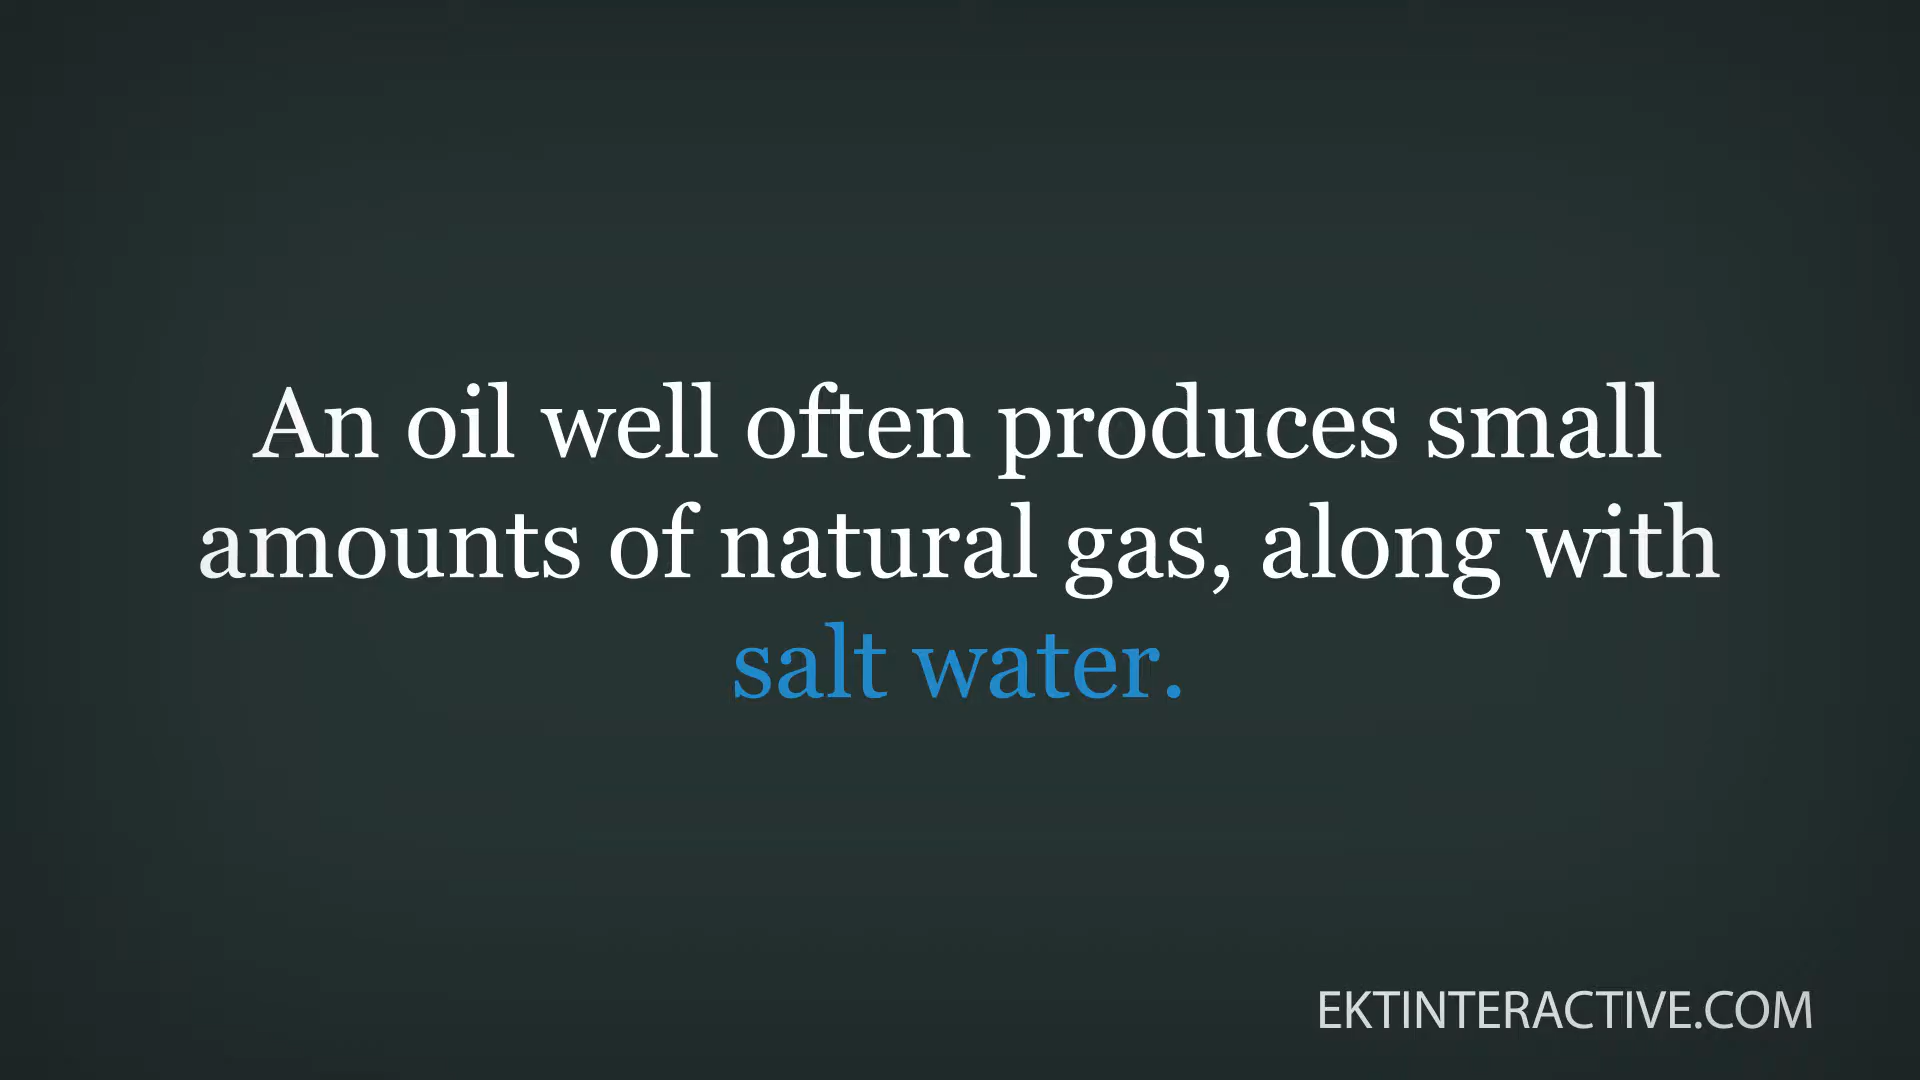 An oil well often produces small
amounts of natural gas, along with
salt water.
EKTINTERACTIVE.COM